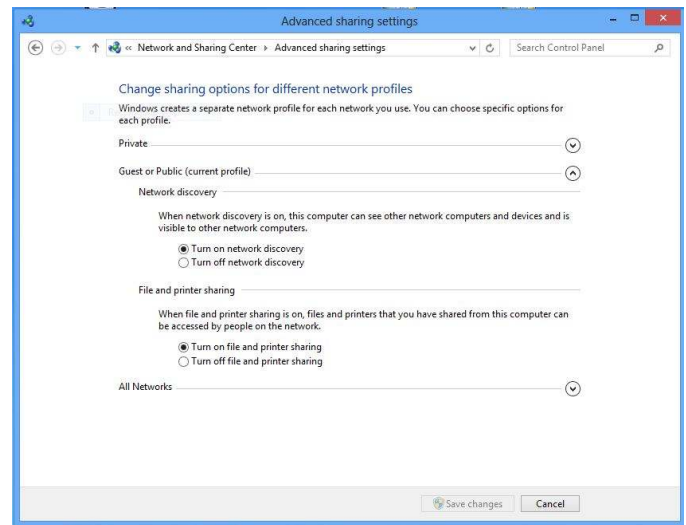 Advanced sharing settings
« Network and Sharing Center Advanced sharing settings Search Control Panel
Change sharing options for different network profiles
Windows creates a separate network profile for each network you use. You can choose specific options for
each profile.
Private
Guest or Public (current profile)
Network discovery
When network discovery is on, this computer can see other network computers and devices and is
visible to other network computers.
Turn on network discovery
Turn off network discovery
File and printer sharing
When file and printer sharing is on, files and printers that you have shared from this computer can
be accessed by people on the network.
Turn on file and printer sharing
Turn off file and printer sharing
All Networks
Save changes Cancel